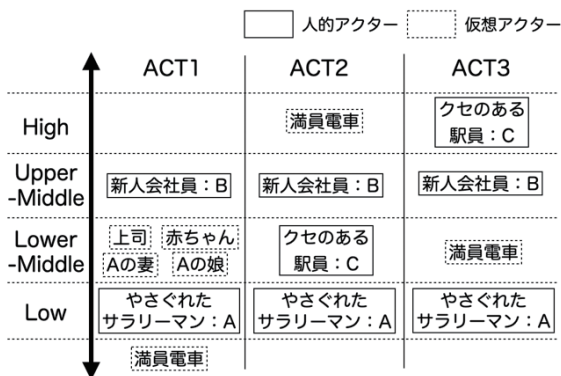 人的アクター 仮想アクター
ACT1 ACT2 ACT3
High
満員電車
クセのある
駅員：C
Upper
-Middle
新人会社員：B
新人会社員：B
新人会社員：B
Lower
-Middle
上司 赤ちゃん
Aの妻 Aの娘
クセのある
駅員：C
満員電車
Low
やさぐれた
サラリーマン：A
やさぐれた
サラリーマン：A
やさぐれた
サラリーマン：A
満員電車